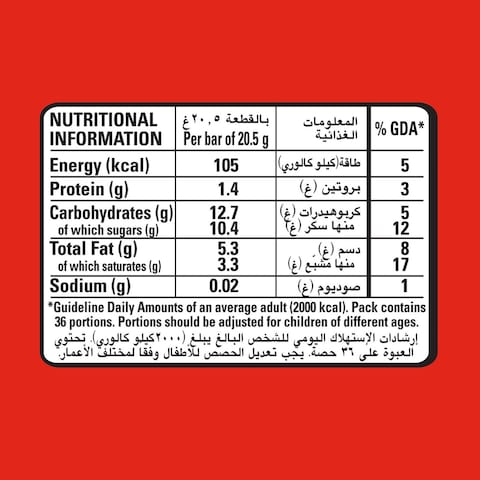 NUTRITIONAL INFORMATION | Per bar of 20.5 g بالقطعة ٢٠,٥ غ | المعلومات الغذائية | % GDA*
Energy (kcal) | 105 | طاقة (كيلو كالوري) | 5
Protein (g) | 1.4 | بروتين (غ) | 3
Carbohydrates (g) | 12.7 | كربوهيدرات (غ) | 5
of which sugars (g) | 10.4 | منها سكر (غ) | 12
Total Fat (g) | 5.3 | دسم (غ) | 8
of which saturates (g) | 3.3 | منها مشبّع (غ) | 17
Sodium (g) | 0.02 | صوديوم (غ) | 1
*Guideline Daily Amounts of an average adult (2000 kcal). Pack contains
36 portions. Portions should be adjusted for children of different ages.
إرشادات الإستهلاك اليومي للشخص البالغ يبلغ (٢٠٠٠ كيلو كالوري). تحتوي
العبوة على ٣٦ حصة. يجب تعديل الحصص للأطفال وفقا لمختلف الأعمار.